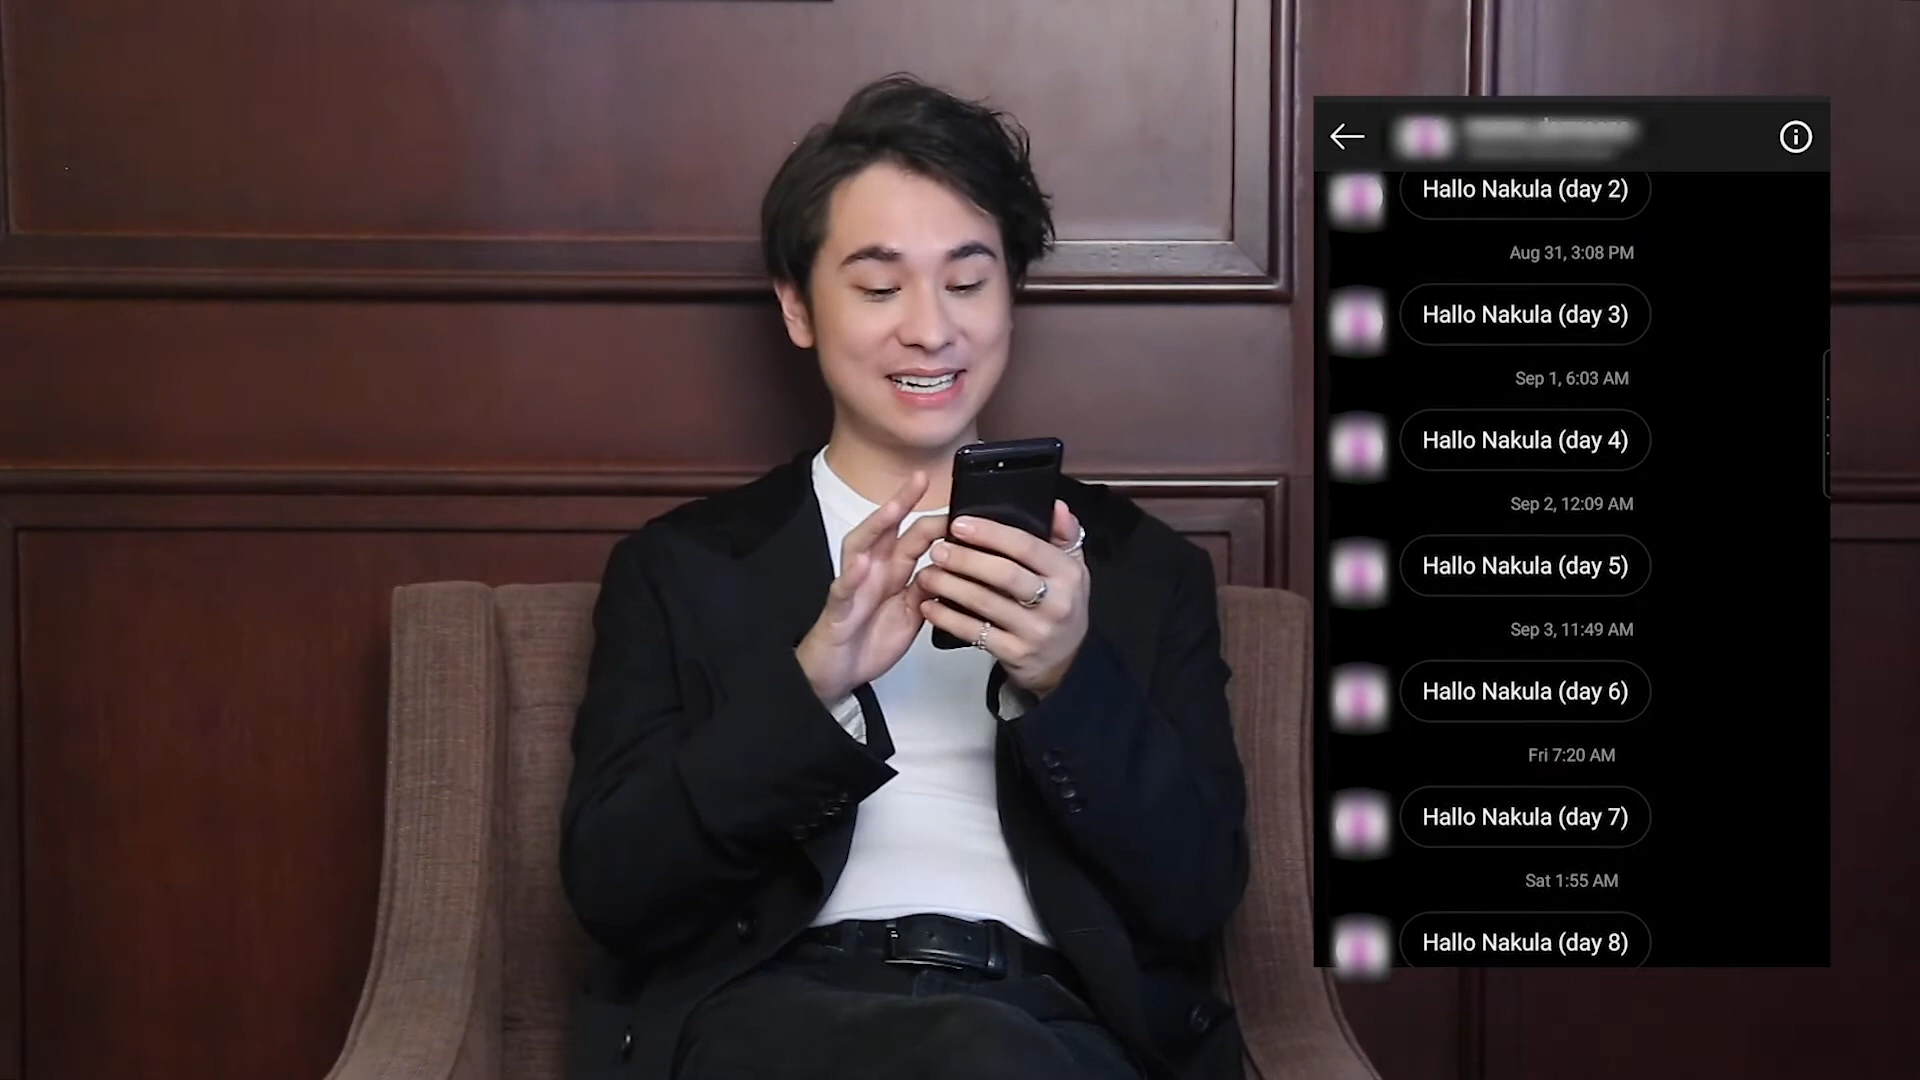 Hallo Nakula (day 2)
Aug 31, 3:08 PM
Hallo Nakula (day 3)
Sep 1, 6:03 AM
Hallo Nakula (day 4)
Sep 2, 12:09 AM
Hallo Nakula (day 5)
Sep 3, 11:49 AM
Hallo Nakula (day 6)
Fri 7:20 AM
Hallo Nakula (day 7)
Sat 1:55 AM
Hallo Nakula (day 8)